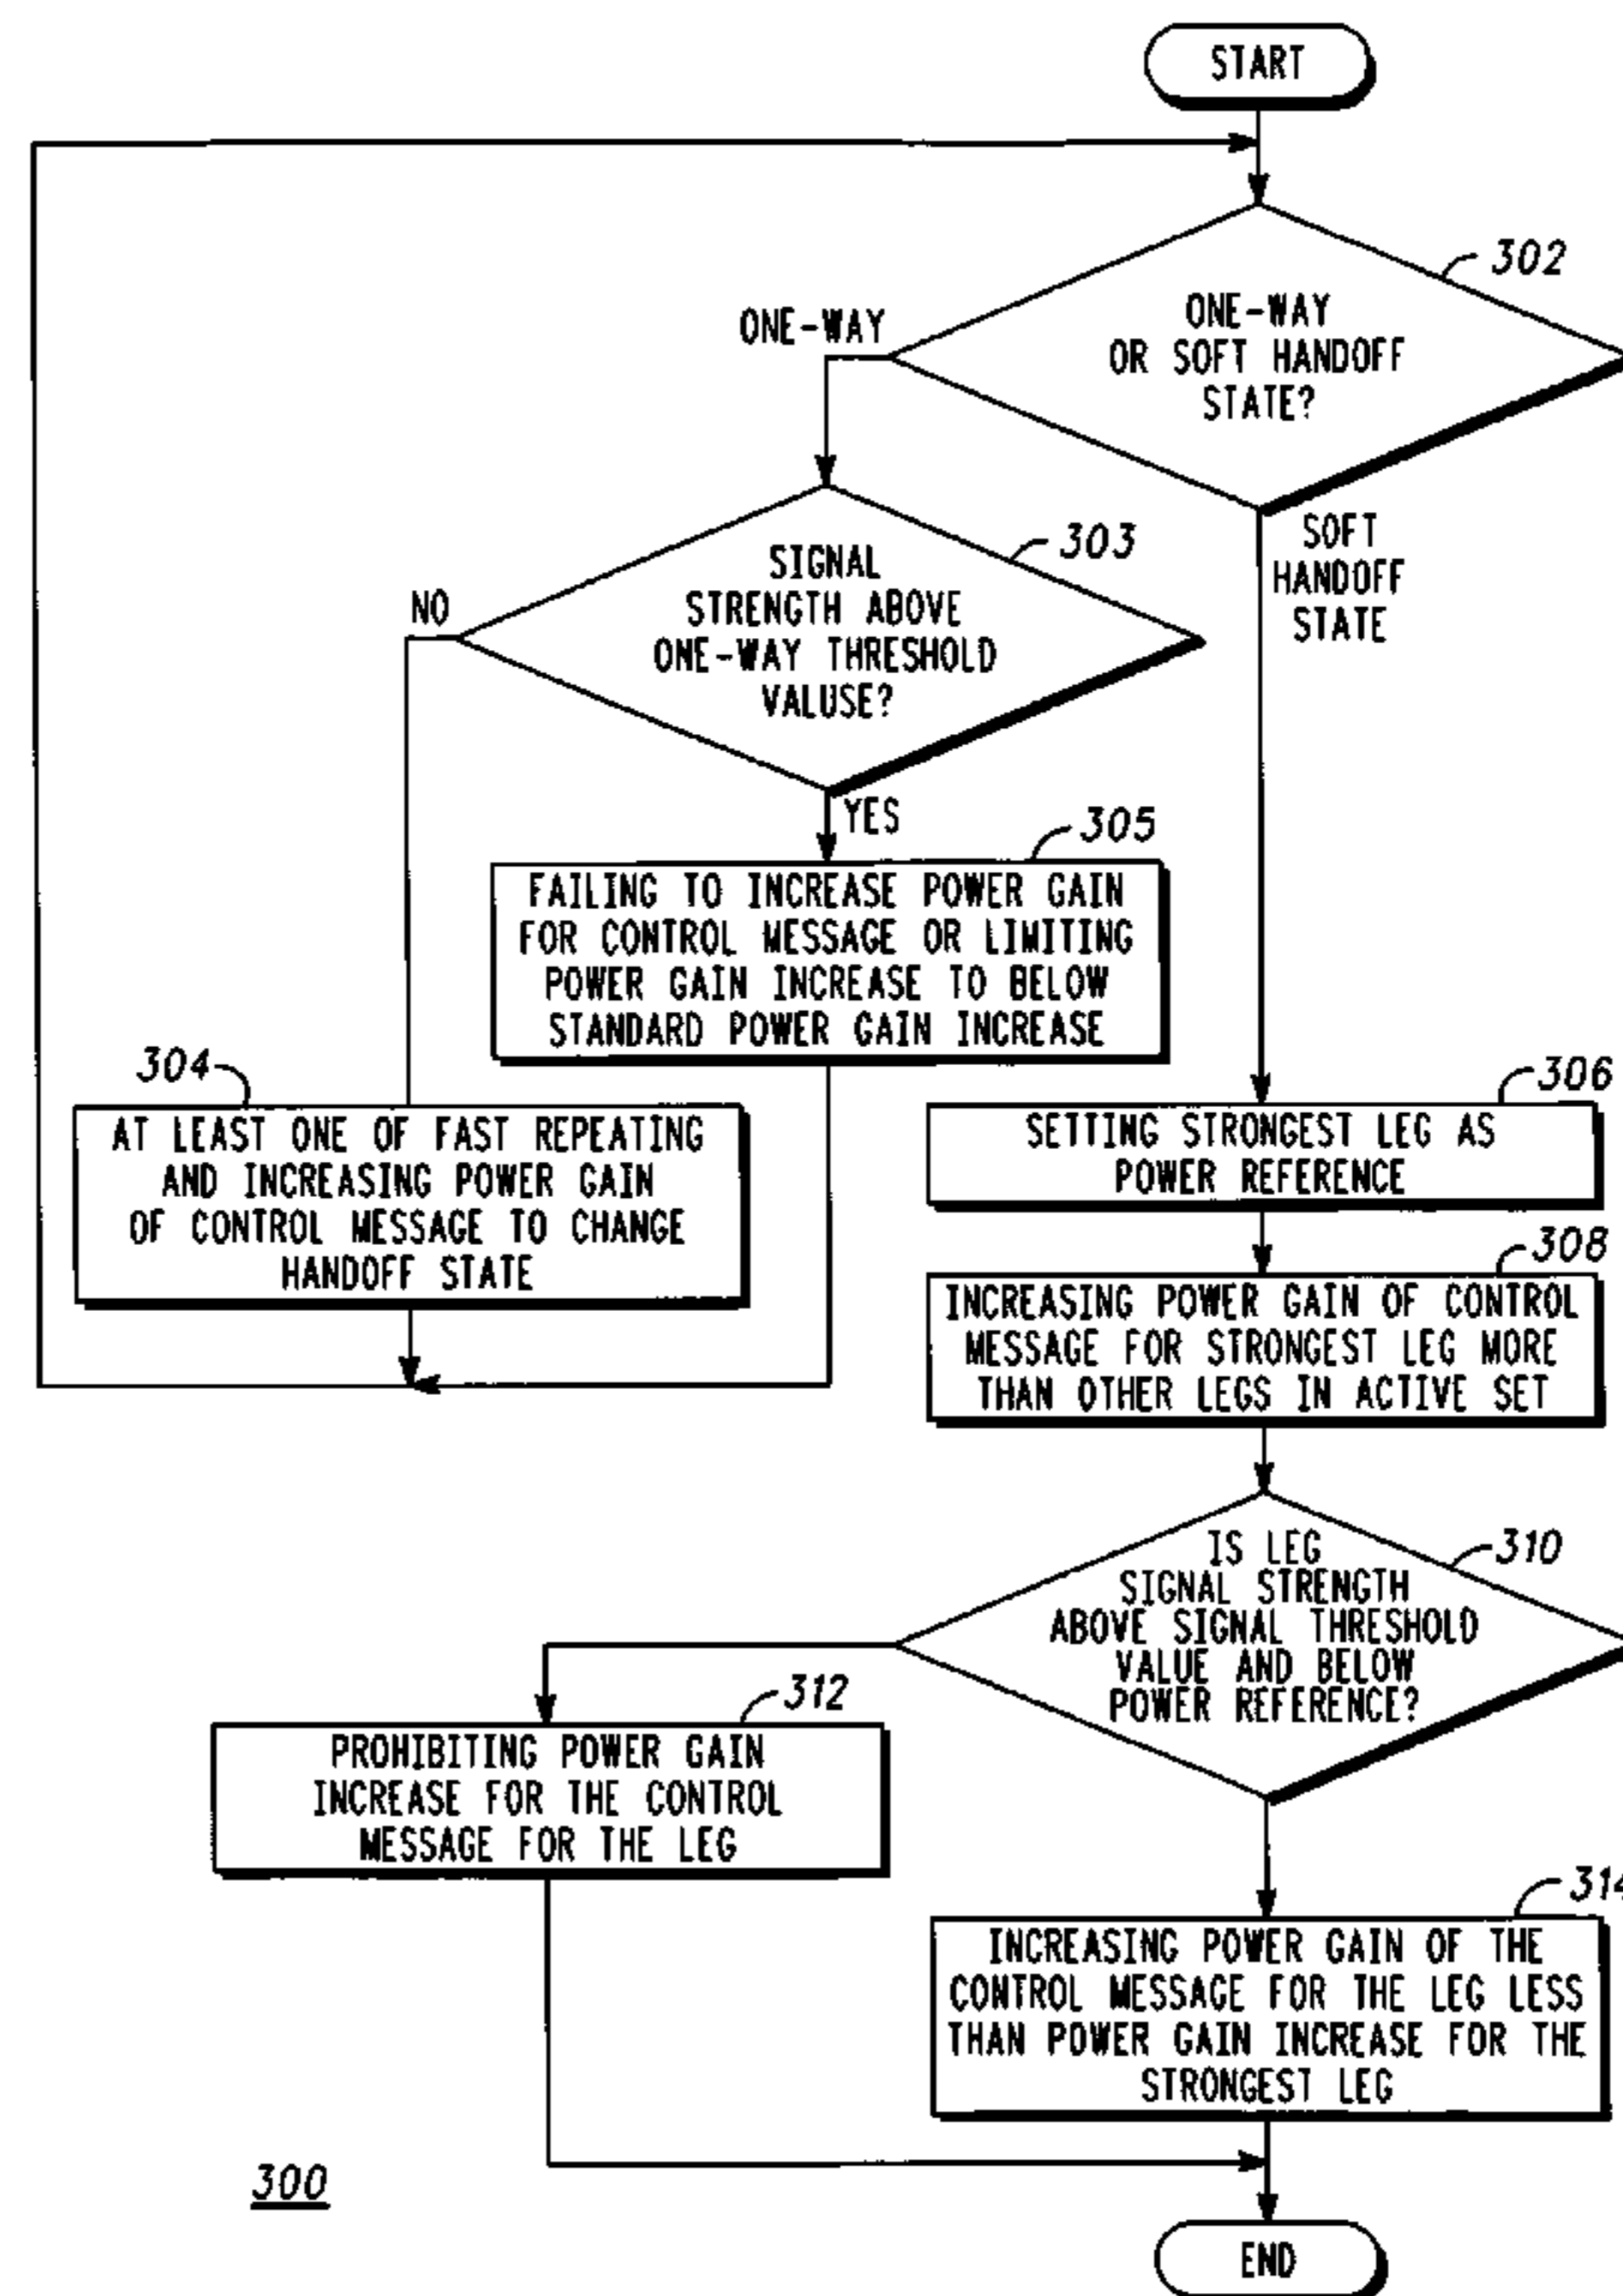 START
302
ONE-WAY
OR SOFT HANDOFF
STATE?
ONE-WAY
SOFT
HANDOFF
STATE
303
SIGNAL
STRENGTH ABOVE
ONE-WAY THRESHOLD
VALUSE?
NO
YES
305
FAILING TO INCREASE POWER GAIN
FOR CONTROL MESSAGE OR LIMITING
POWER GAIN INCREASE TO BELOW
STANDARD POWER GAIN INCREASE
304
AT LEAST ONE OF FAST REPEATING
AND INCREASING POWER GAIN
OF CONTROL MESSAGE TO CHANGE
HANDOFF STATE
306
SETTING STRONGEST LEG AS
POWER REFERENCE
308
INCREASING POWER GAIN OF CONTROL
MESSAGE FOR STRONGEST LEG MORE
THAN OTHER LEGS IN ACTIVE SET
310
IS LEG
SIGNAL STRENGTH
ABOVE SIGNAL THRESHOLD
VALUE AND BELOW
POWER REFERENCE?
312
PROHIBITING POWER GAIN
INCREASE FOR THE CONTROL
MESSAGE FOR THE LEG
314
INCREASING POWER GAIN OF THE
CONTROL MESSAGE FOR THE LEG LESS
THAN POWER GAIN INCREASE FOR THE
STRONGEST LEG
300
END